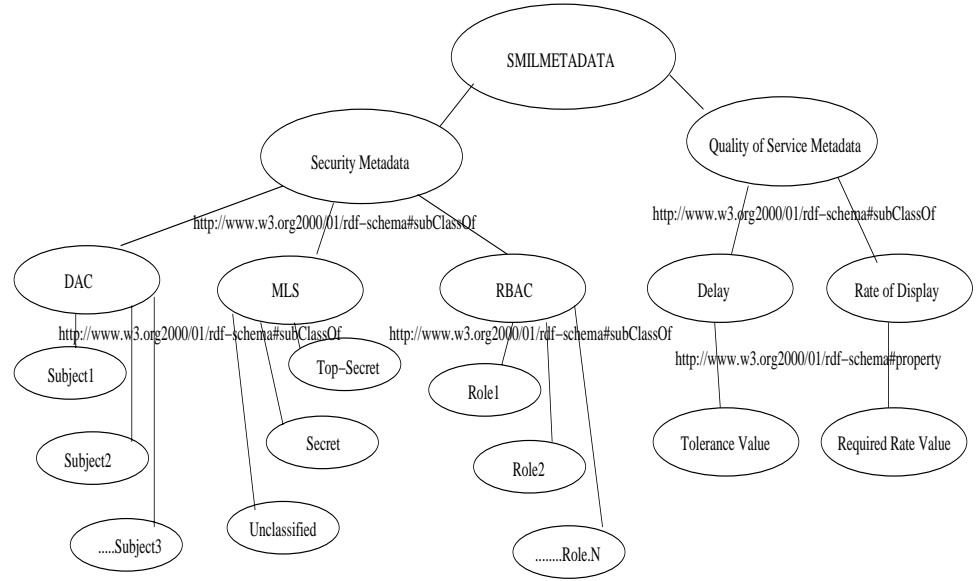 SMILMETADATA
Security Metadata
Quality of Service Metadata
http://www.w3.org2000/01/rdf-schema#subClassOf
http://www.w3.org2000/01/rdf-schema#subClassOf
DAC
MLS
RBAC
Delay
Rate of Display
http://www.w3.org2000/01/rdf-schema#subClassOf
http://www.w3.org2000/01/rdf-schema#subClassOf
http://www.w3.org2000/01/rdf-schema#property
Subject1
Top-Secret
Role1
Subject2
Secret
Role2
Tolerance Value
Required Rate Value
.....Subject3
Unclassified
........Role.N